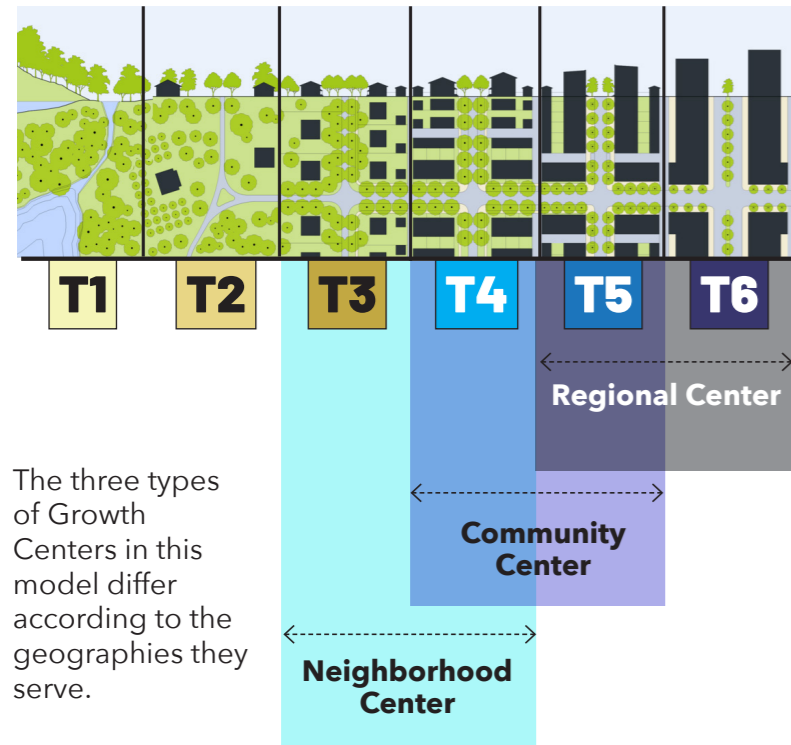 T1 T2 T3 T4 T5 T6
Regional Center
Community
Center
The three types
of Growth
Centers in this
model differ
according to the
geographies they
serve.
Neighborhood
Center